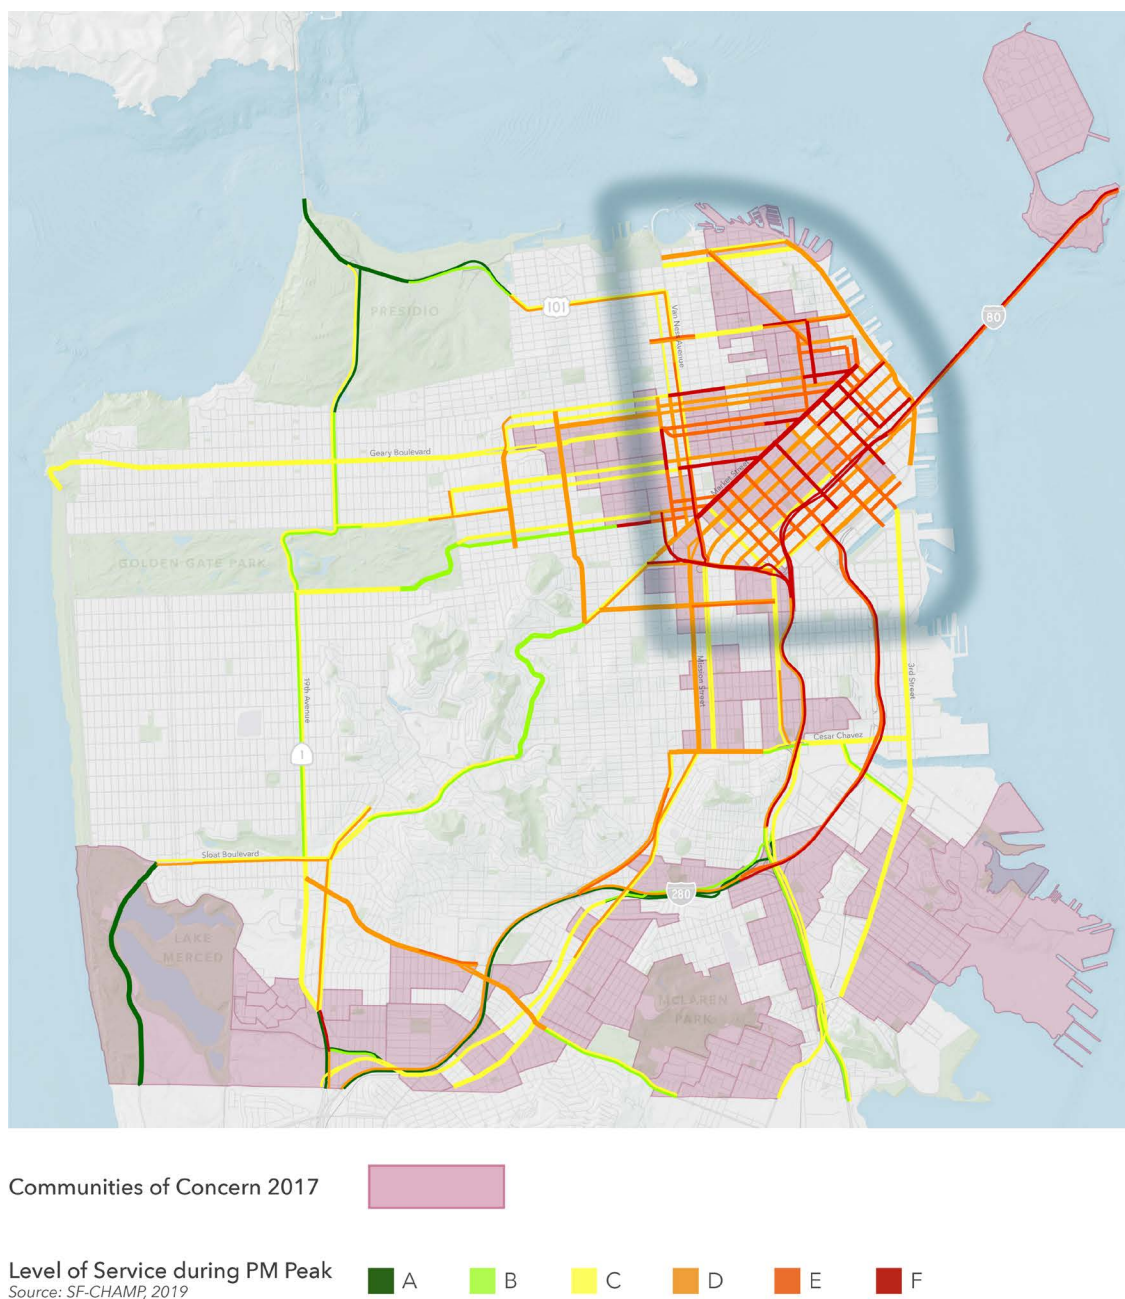 101
PRESIDIO
Van Ness Avenue
80
Geary Boulevard
Market Street
GOLDEN GATE PARK
19th Avenue
Mission Street
3rd Street
1
Cesar Chavez
Sloat Boulevard
280
LAKE
MERCED
MCLAREN
PARK
Communities of Concern 2017
Level of Service during PM Peak
A B C D E F
Source: SF-CHAMP, 2019